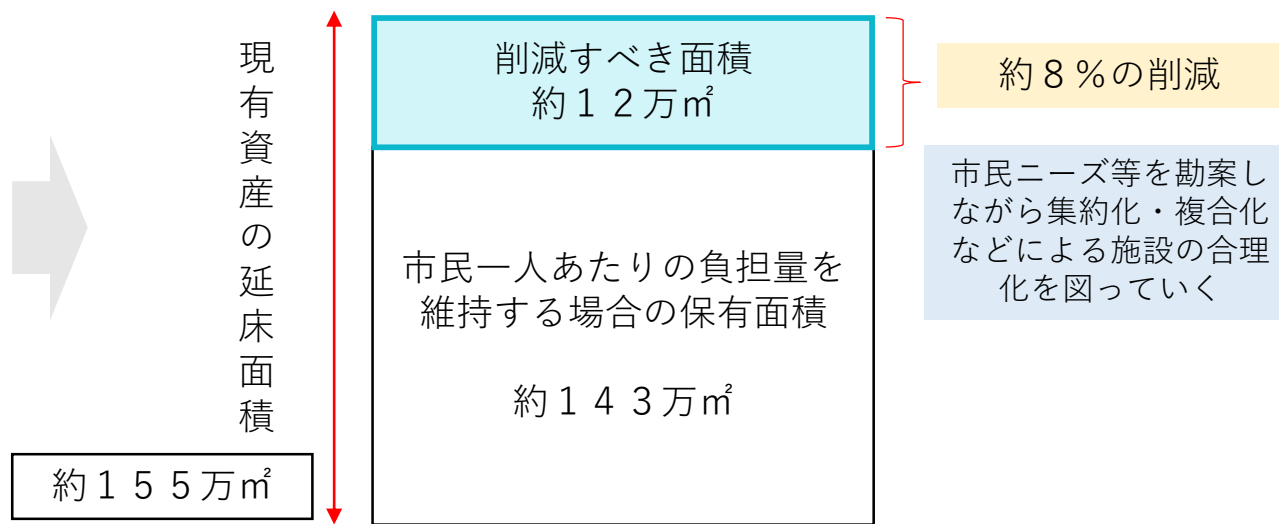 現有資産の延床面積
約１５５万㎡
削減すべき面積
約１２万㎡
市民一人あたりの負担量を
維持する場合の保有面積
約１４３万㎡
約８％の削減
市民ニーズ等を勘案し
ながら集約化・複合化
などによる施設の合理
化を図っていく